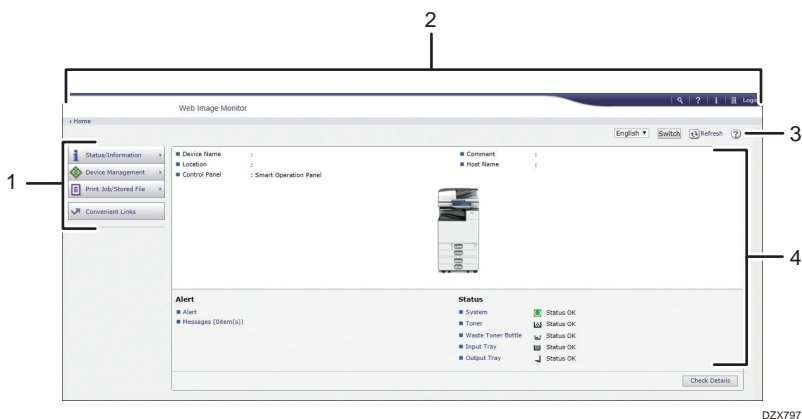 2
Web Image Monitor
? i Login
Home
English Switch Refresh ?
3
1
Status/Information
Device Management
Print Job/Stored File
Convenient Links
Device Name :
Location :
Control Panel : Smart Operation Panel
Comment :
Host Name :
4
Alert
Alert
Messages (0item(s))
Status
System Status OK
Toner Status OK
Waste Toner Bottle Status OK
Input Tray Status OK
Output Tray Status OK
Check Details
DZX797